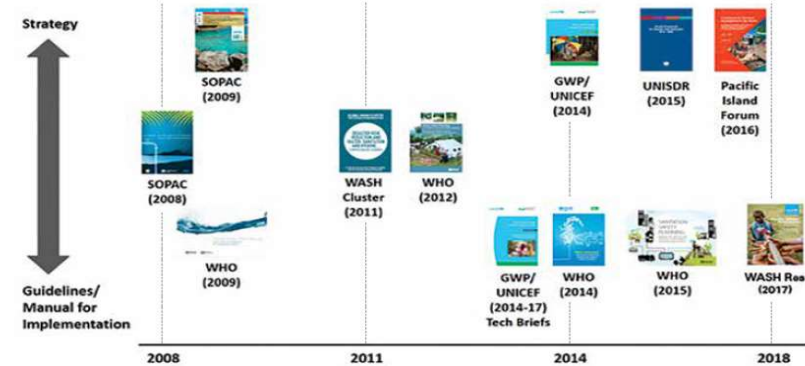 Strategy
SOPAC
(2009)
GWP/
UNICEF
(2014)
UNISDR
(2015)
Pacific
Island
Forum
(2016)
SOPAC
(2008)
WASH
Cluster
(2011)
WHO
(2012)
WHO
(2009)
GWP/
UNICEF
(2014-17)
Tech Briefs
WHO
(2014)
WHO
(2015)
WASH Res
(2017)
Guidelines/
Manual for
Implementation
2008
2011
2014
2018